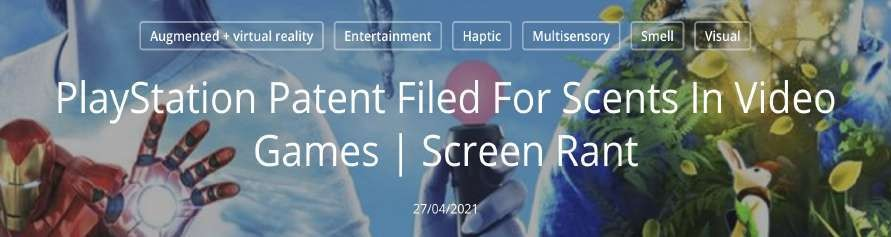 Augmented + virtual reality Entertainment Haptic Multisensory Smell Visual
PlayStation Patent Filed For Scents In Video
Games | Screen Rant
27/04/2021